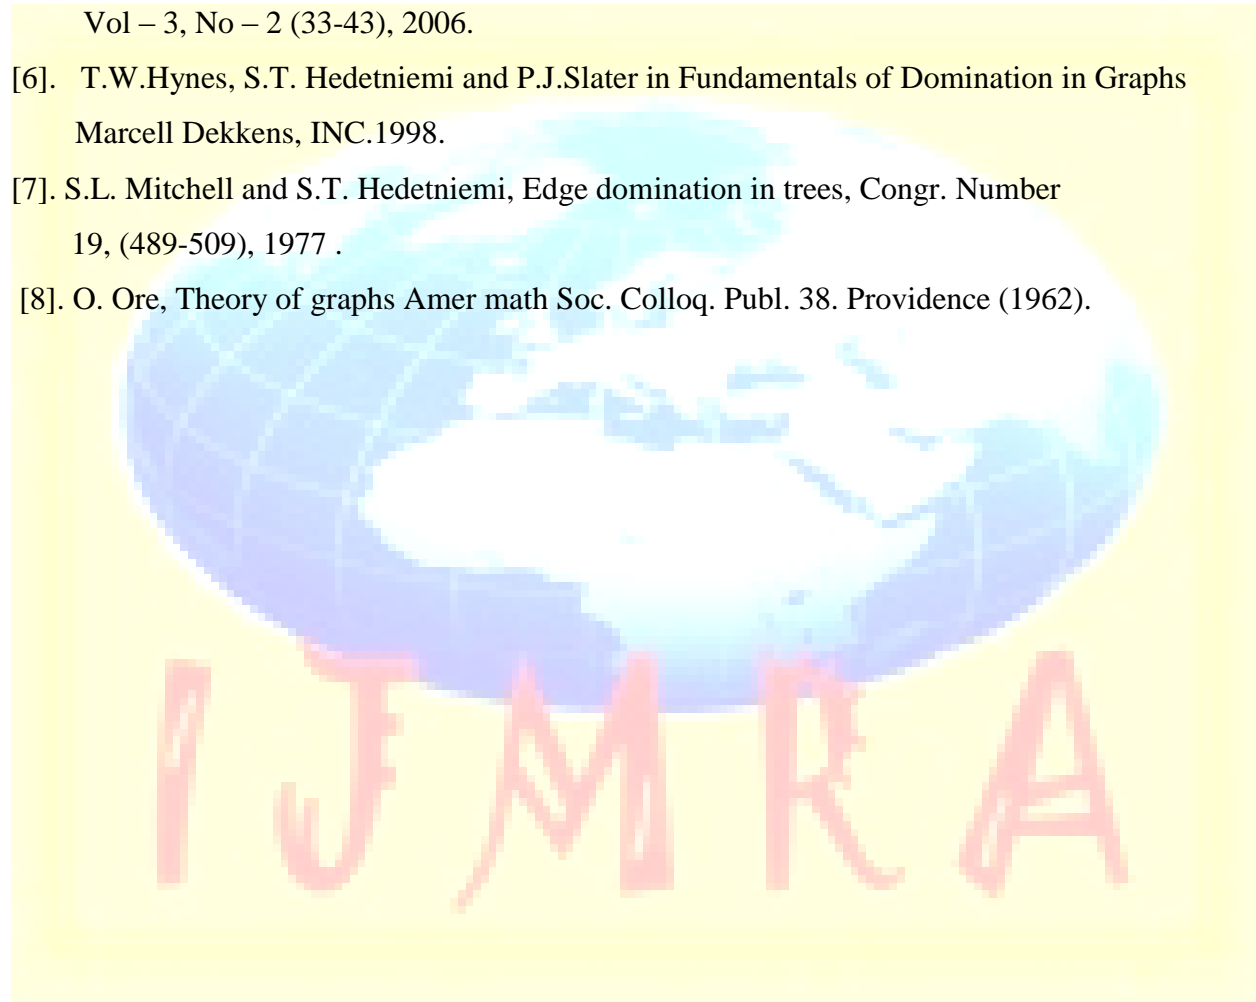 Vol – 3, No – 2 (33-43), 2006.
[6]. T.W.Hynes, S.T. Hedetniemi and P.J.Slater in Fundamentals of Domination in Graphs
Marcell Dekkens, INC.1998.
[7]. S.L. Mitchell and S.T. Hedetniemi, Edge domination in trees, Congr. Number
19, (489-509), 1977 .
[8]. O. Ore, Theory of graphs Amer math Soc. Colloq. Publ. 38. Providence (1962).
IJMRA